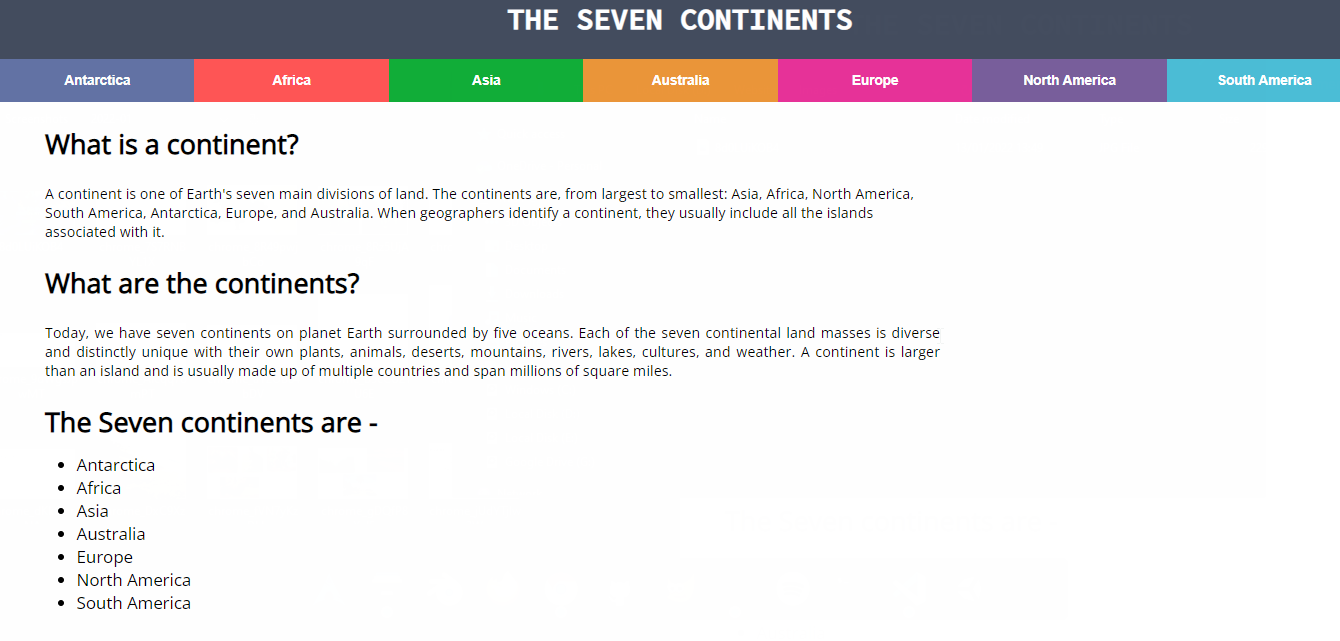 THE SEVEN CONTINENTS
Antarctica Africa Asia Australia Europe North America South America
What is a continent?
A continent is one of Earth's seven main divisions of land. The continents are, from largest to smallest: Asia, Africa, North America,
South America, Antarctica, Europe, and Australia. When geographers identify a continent, they usually include all the islands
associated with it.
What are the continents?
Today, we have seven continents on planet Earth surrounded by five oceans. Each of the seven continental land masses is diverse
and distinctly unique with their own plants, animals, deserts, mountains, rivers, lakes, cultures, and weather. A continent is larger
than an island and is usually made up of multiple countries and span millions of square miles.
The Seven continents are -
• Antarctica
• Africa
• Asia
• Australia
• Europe
• North America
• South America